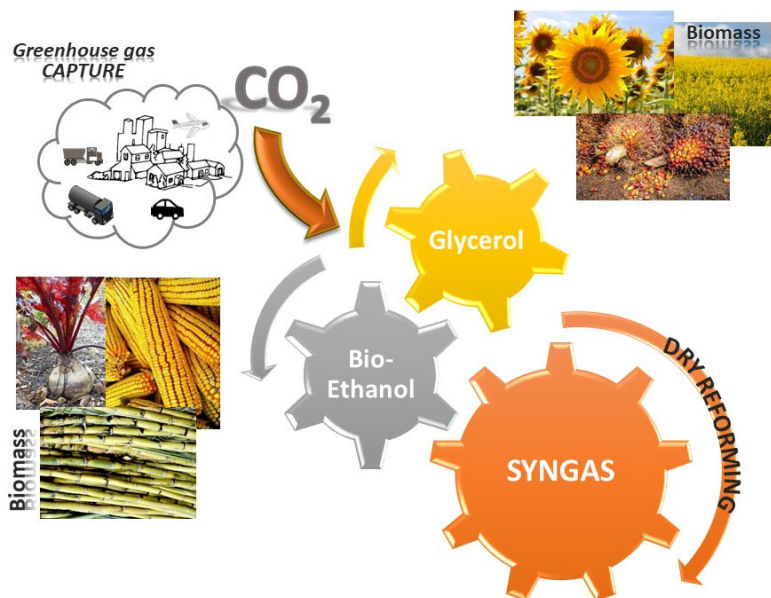 Greenhouse gas
CAPTURE
CO₂
Biomass
Glycerol
Bio-
Ethanol
Biomass
SYNGAS
DRY REFORMING